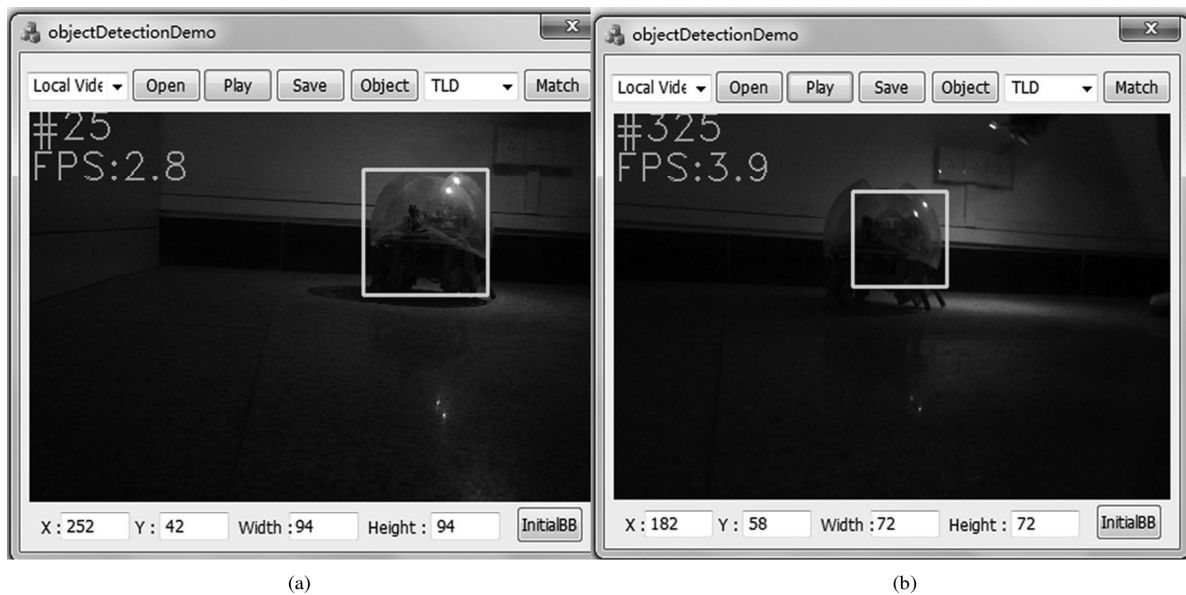 objectDetectionDemo
Local Vide Open Play Save Object TLD Match
#25
FPS:2.8
X : 252 Y : 42 Width : 94 Height : 94 InitialBB
(a)
objectDetectionDemo
Local Vide Open Play Save Object TLD Match
#325
FPS:3.9
X : 182 Y : 58 Width : 72 Height : 72 InitialBB
(b)